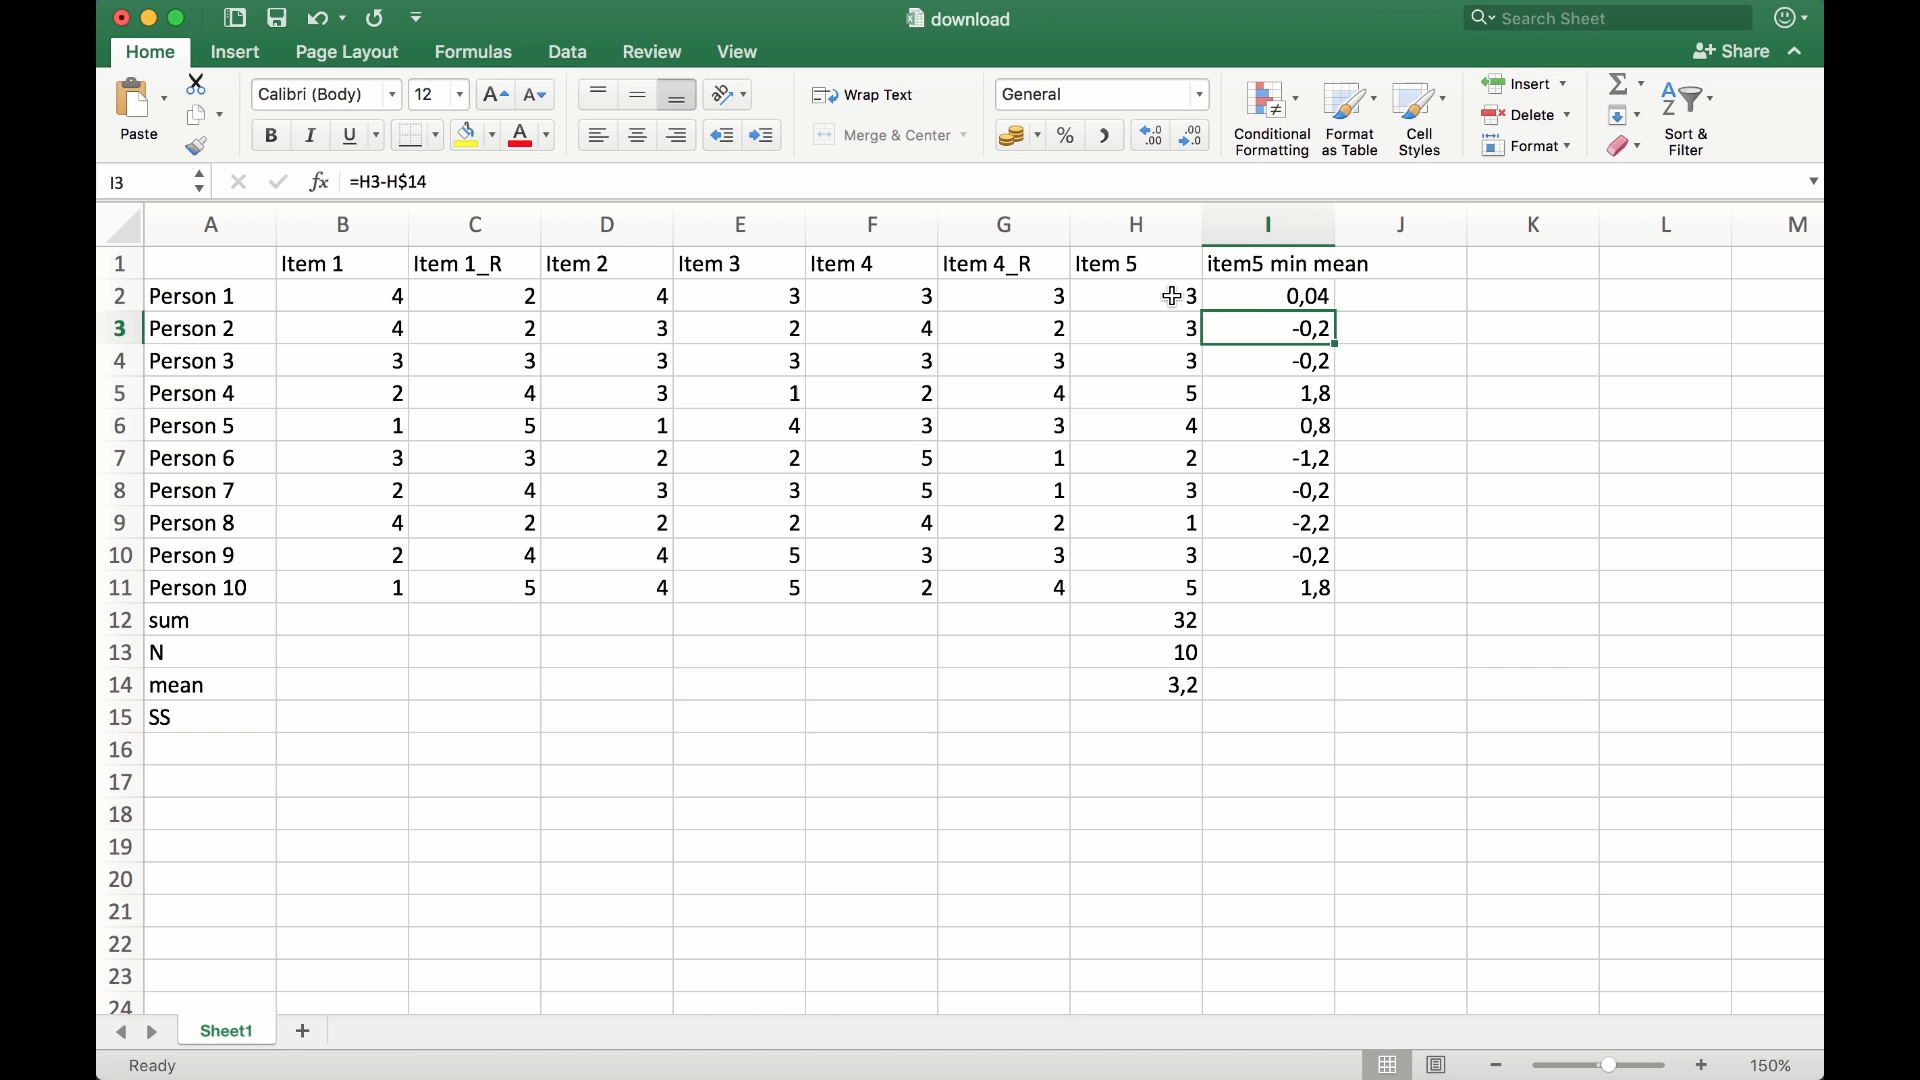 download
Search Sheet
Home Insert Page Layout Formulas Data Review View Share
Paste
Calibri (Body) 12 A A
B I U A
Wrap Text
Merge & Center
General
%
Conditional Formatting
Format as Table
Cell Styles
Insert
Delete
Format
Sort & Filter
I3 fx =H3-H$14
A B C D E F G H I J K L M
1 Item 1 Item 1_R Item 2 Item 3 Item 4 Item 4_R Item 5 item5 min mean
2 Person 1 4 2 4 3 3 3 3 0,04
3 Person 2 4 2 3 2 4 2 3 -0,2
4 Person 3 3 3 3 3 3 3 3 -0,2
5 Person 4 2 4 3 1 2 4 5 1,8
6 Person 5 1 5 1 4 3 3 4 0,8
7 Person 6 3 3 2 2 5 1 2 -1,2
8 Person 7 2 4 3 3 5 1 3 -0,2
9 Person 8 4 2 2 2 4 2 1 -2,2
10 Person 9 2 4 4 5 3 3 3 -0,2
11 Person 10 1 5 4 5 2 4 5 1,8
12 sum 32
13 N 10
14 mean 3,2
15 SS
16
17
18
19
20
21
22
23
24
Sheet1 +
Ready 150%